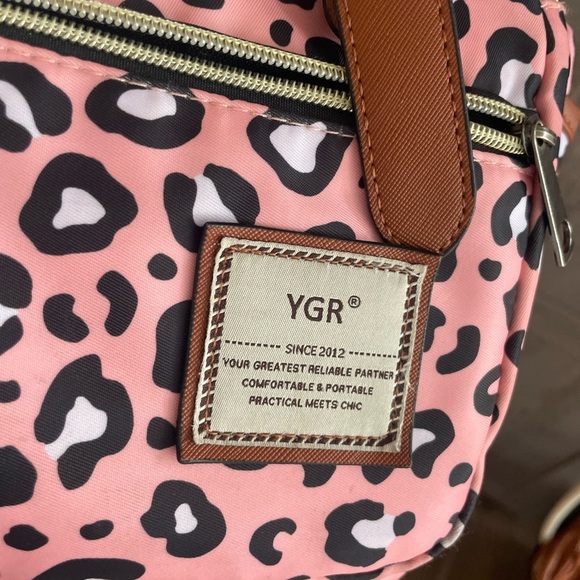 YGR®
SINCE 2012
YOUR GREATEST RELIABLE PARTNER
COMFORTABLE & PORTABLE
PRACTICAL MEETS CHIC